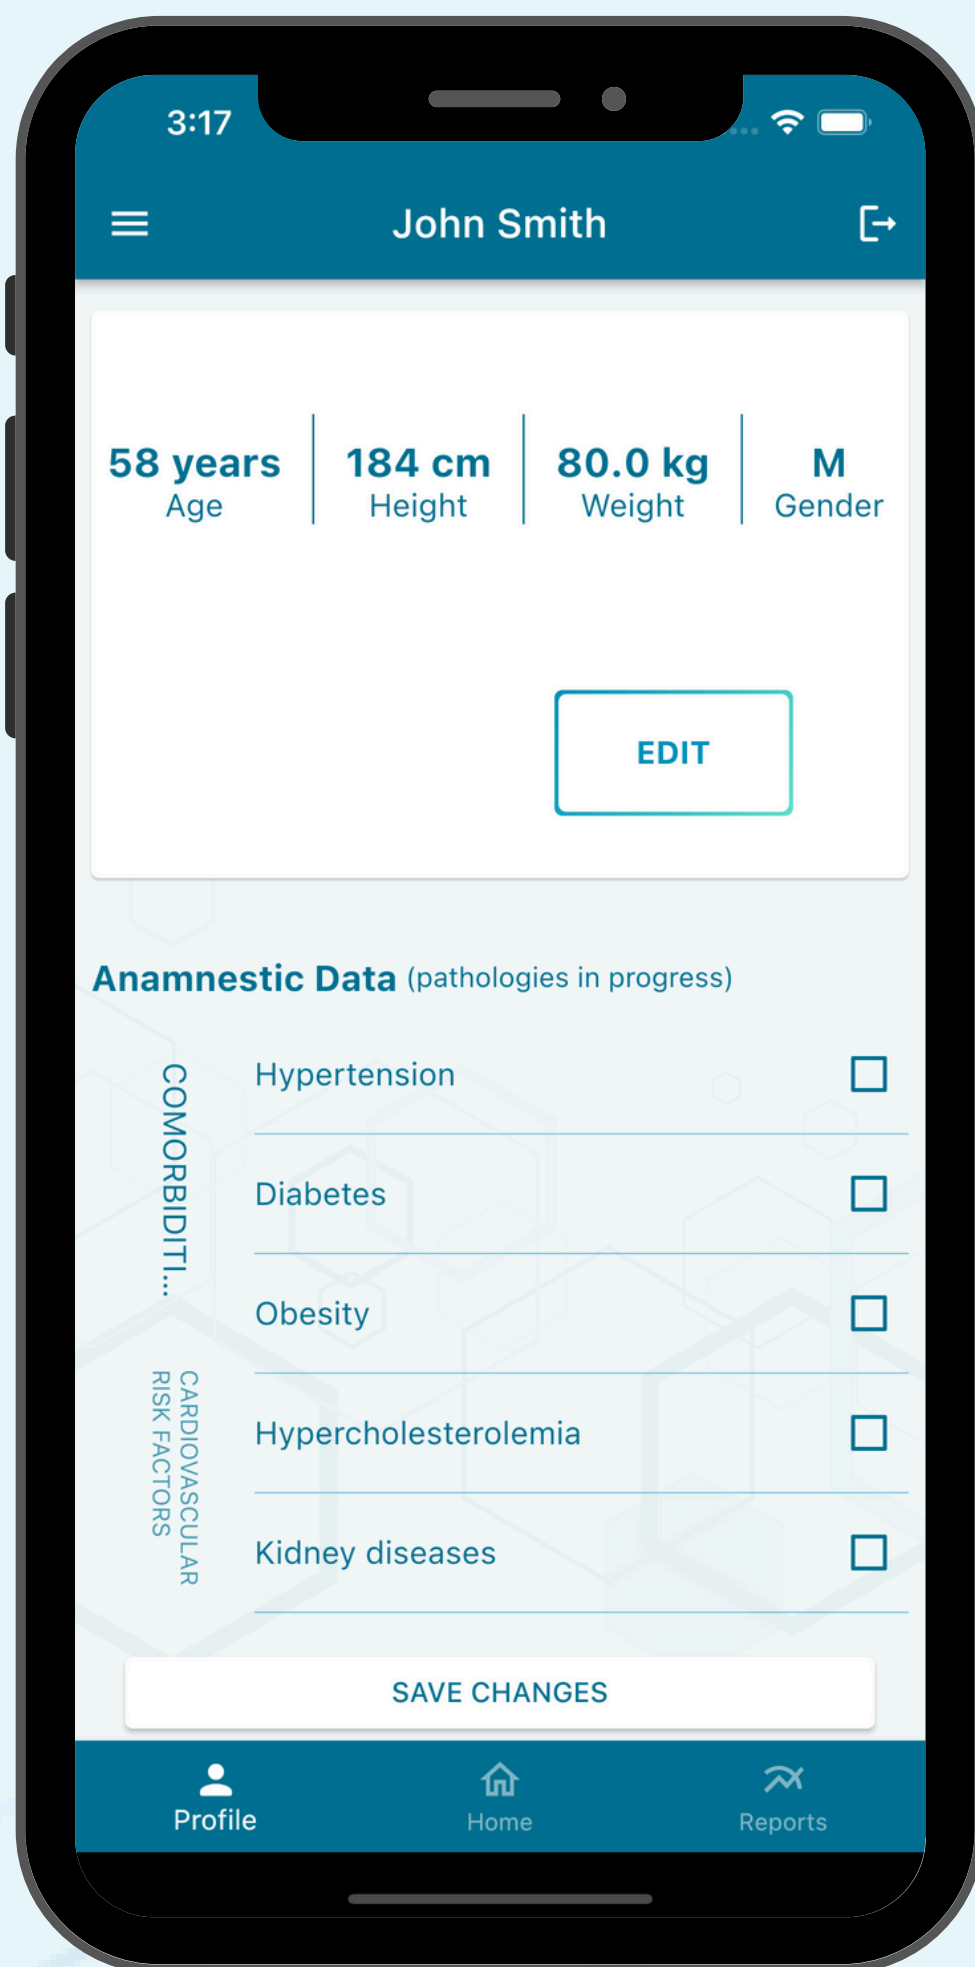 3:17
John Smith
58 years
Age
184 cm
Height
80.0 kg
Weight
M
Gender
EDIT
Anamnestic Data (pathologies in progress)
COMORBIDITI...
Hypertension
Diabetes
Obesity
CARDIOVASCULAR
RISK FACTORS
Hypercholesterolemia
Kidney diseases
SAVE CHANGES
Profile
Home
Reports